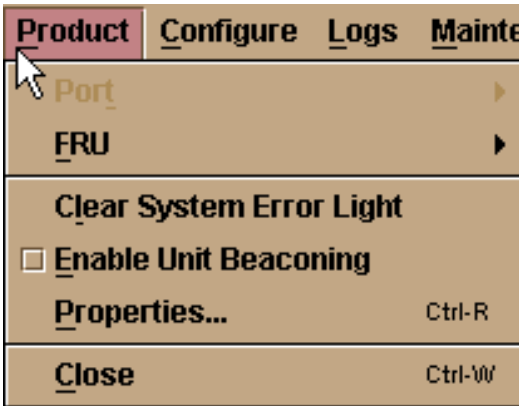 Product Configure Logs Mainte
Port
FRU
Clear System Error Light
Enable Unit Beaconing
Properties... Ctrl-R
Close Ctrl-W